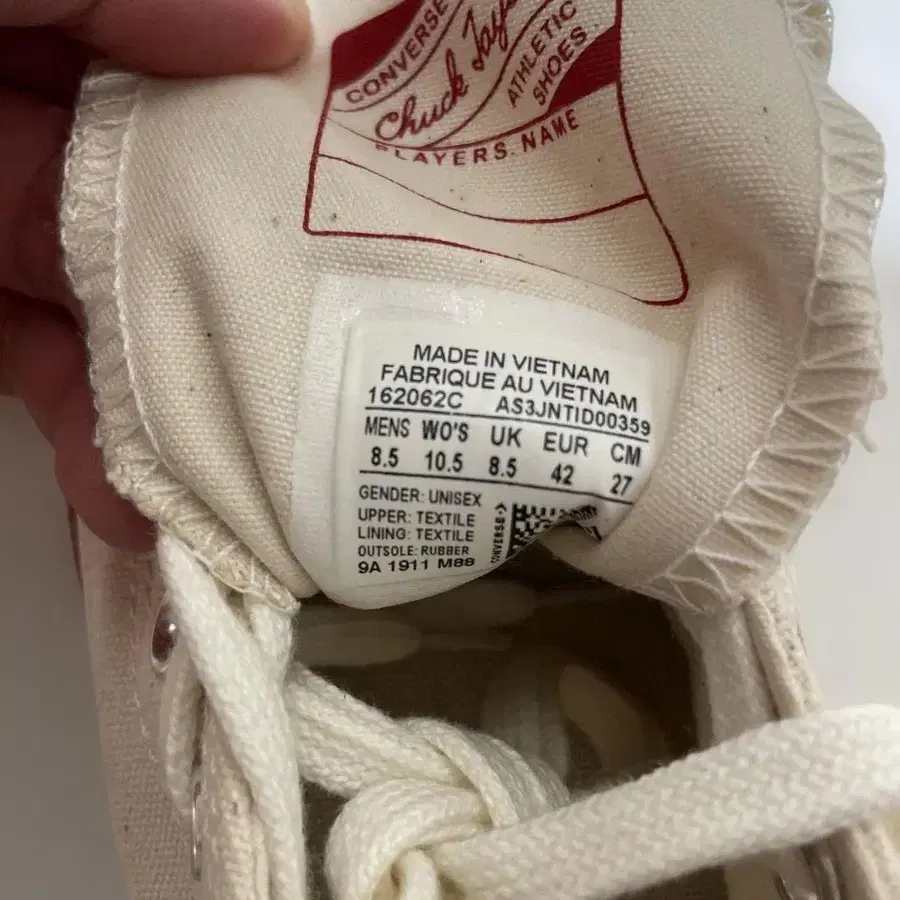 CONVERSE
Chuck
ATHLETIC
SHOES
PLAYERS NAME
MADE IN VIETNAM
FABRIQUE AU VIETNAM
162062C AS3JNTID00359
MENS WO'S UK EUR CM
8.5 10.5 8.5 42 27
GENDER: UNISEX
UPPER: TEXTILE
LINING: TEXTILE
OUTSOLE: RUBBER
9A 1911 M88
CONVERSE